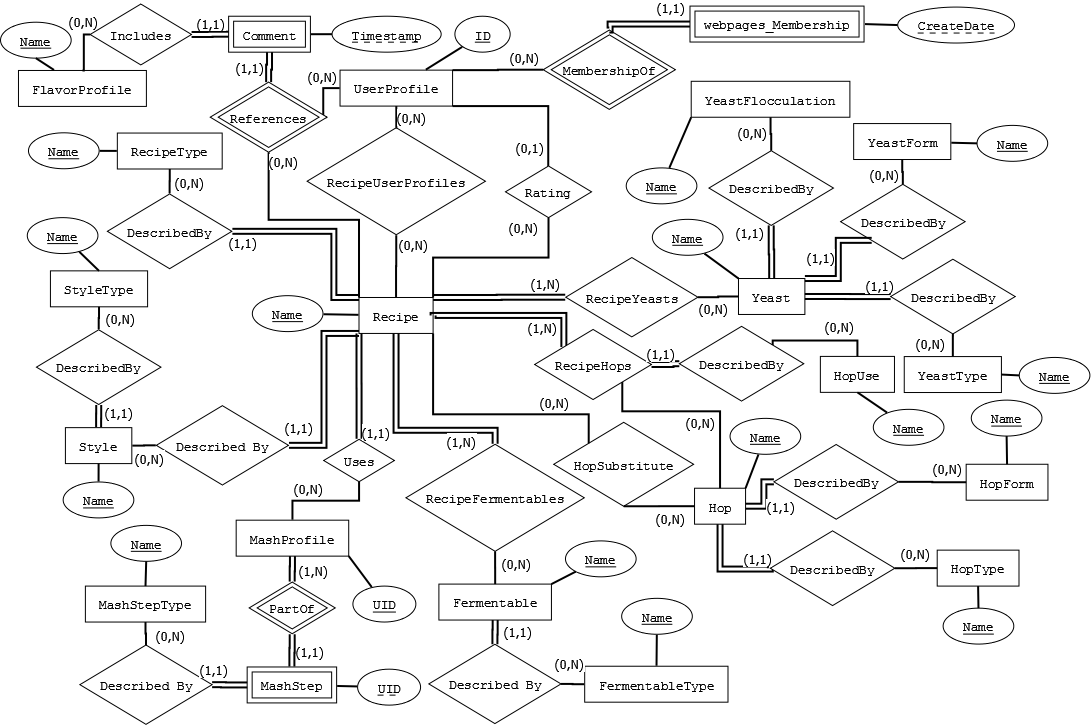 (1,1)
webpages_Membership
CreateDate
Name
(0,N)
Includes
(1,1)
Comment
Timestamp
ID
(0,N)
MembershipOf
(1,1)
(0,N)
FlavorProfile
UserProfile
YeastFlocculation
References
(0,N)
(0,N)
YeastForm
Name
Name
RecipeType
(0,N)
(0,1)
(0,N)
(0,N)
RecipeUserProfiles
Rating
Name
DescribedBy
Name
DescribedBy
(1,1)
(0,N)
(0,N)
(1,1)
Name
DescribedBy
(1,1)
StyleType
(0,N)
Name
Recipe
(1,N)
RecipeYeasts
(0,N)
Yeast
(1,1)
DescribedBy
(1,N)
(0,N)
(0,N)
DescribedBy
RecipeHops
(1,1)
DescribedBy
HopUse
YeastType
Name
(1,1)
(0,N)
(0,N)
Name
Name
Style
(0,N)
Described By
(1,1)
(1,1)
(1,N)
Name
Uses
HopSubstitute
Name
(0,N)
RecipeFermentables
DescribedBy
(0,N)
HopForm
(0,N)
Hop
(1,1)
Name
MashProfile
(1,N)
Name
(0,N)
(1,1)
DescribedBy
(0,N)
HopType
MashStepType
PartOf
UID
Fermentable
Name
Name
(0,N)
(1,1)
(1,1)
Described By
(1,1)
MashStep
UID
Described By
(0,N)
FermentableType